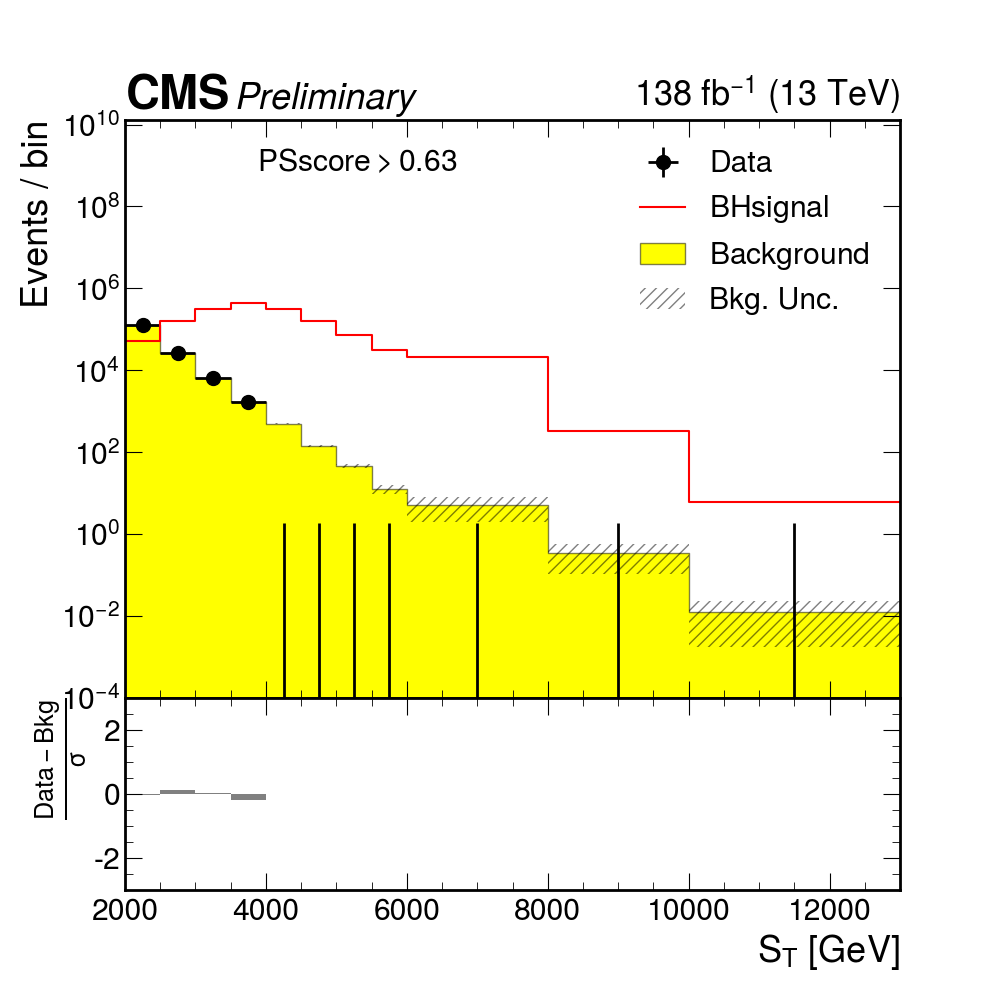 CMS Preliminary 138 fb⁻¹ (13 TeV)
Events / bin
PSscore > 0.63
Data
BHsignal
Background
Bkg. Unc.
10¹⁰
10⁸
10⁶
10⁴
10²
10⁰
10⁻²
10⁻⁴
Data – Bkg
σ
2
0
-2
2000 4000 6000 8000 10000 12000
S_T [GeV]